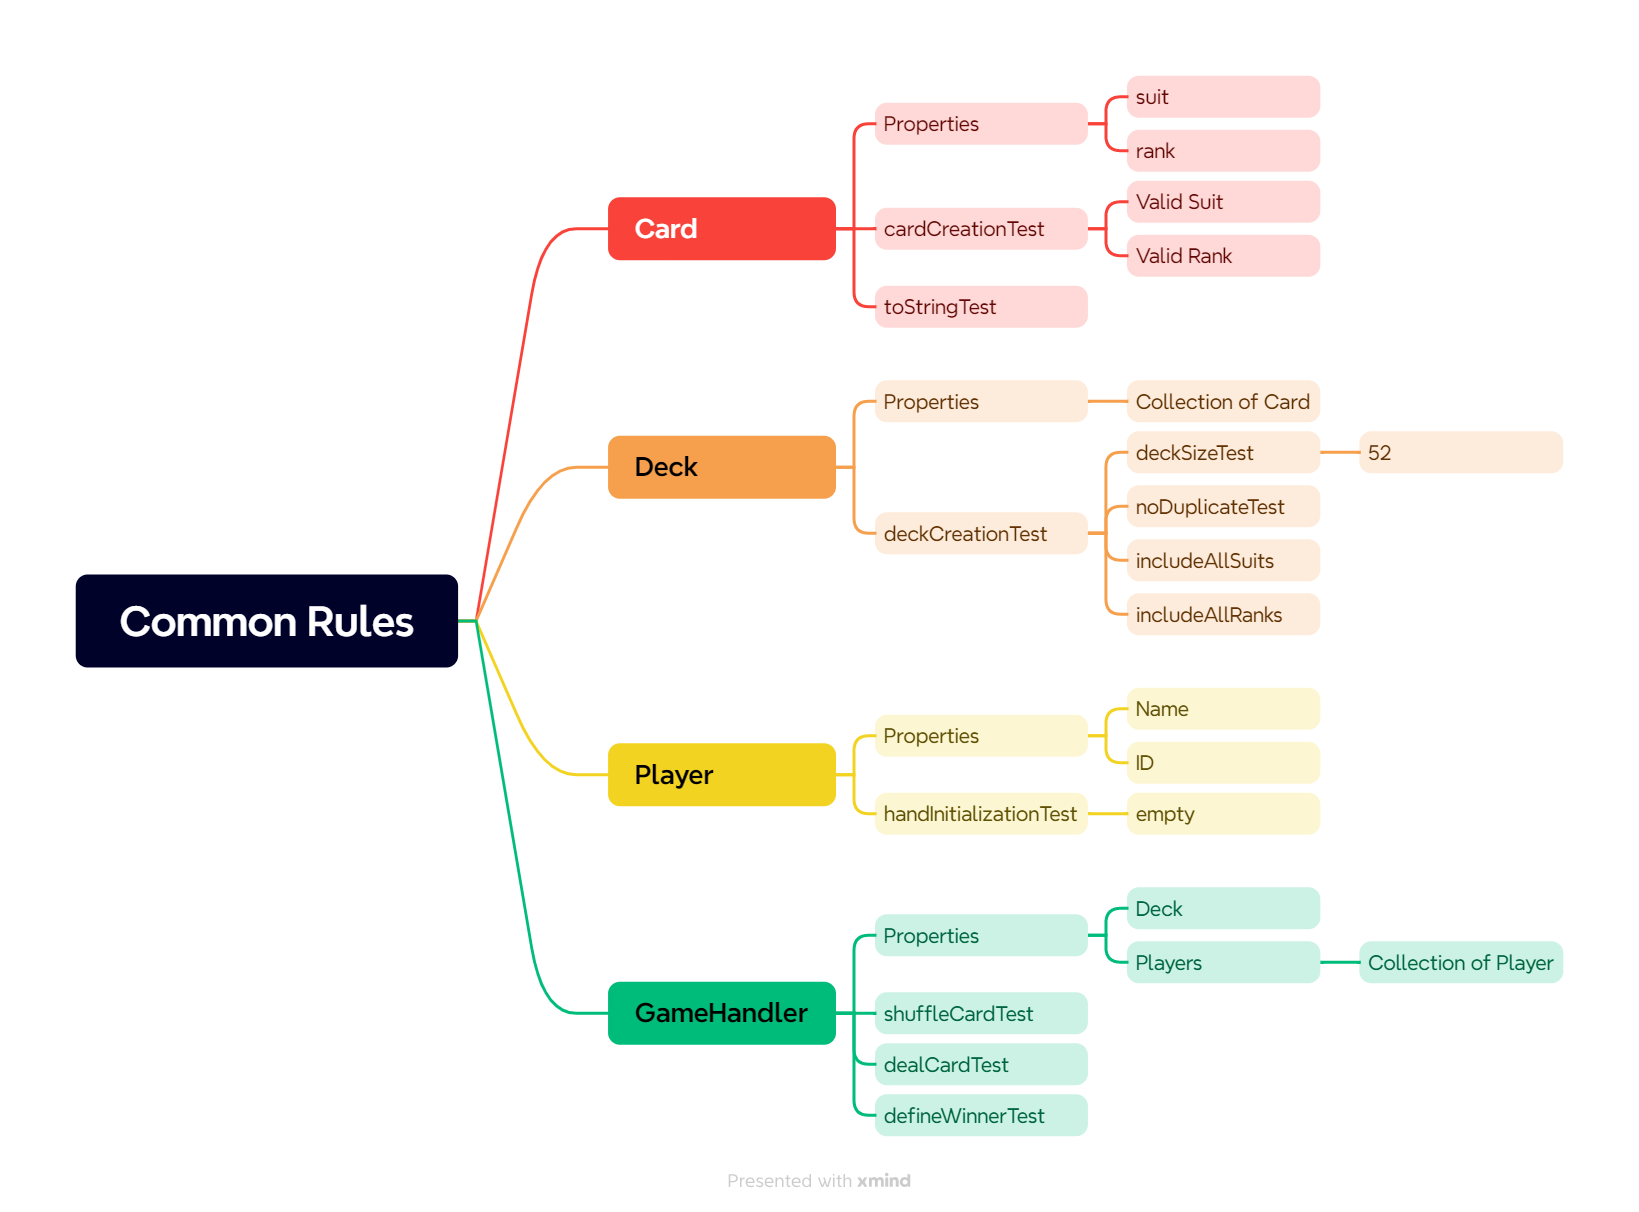 Common Rules
Card
Properties
suit
rank
cardCreationTest
Valid Suit
Valid Rank
toStringTest
Deck
Properties
Collection of Card
deckCreationTest
deckSizeTest
52
noDuplicateTest
includeAllSuits
includeAllRanks
Player
Properties
Name
ID
handInitializationTest
empty
GameHandler
Properties
Deck
Players
Collection of Player
shuffleCardTest
dealCardTest
defineWinnerTest
Presented with xmind